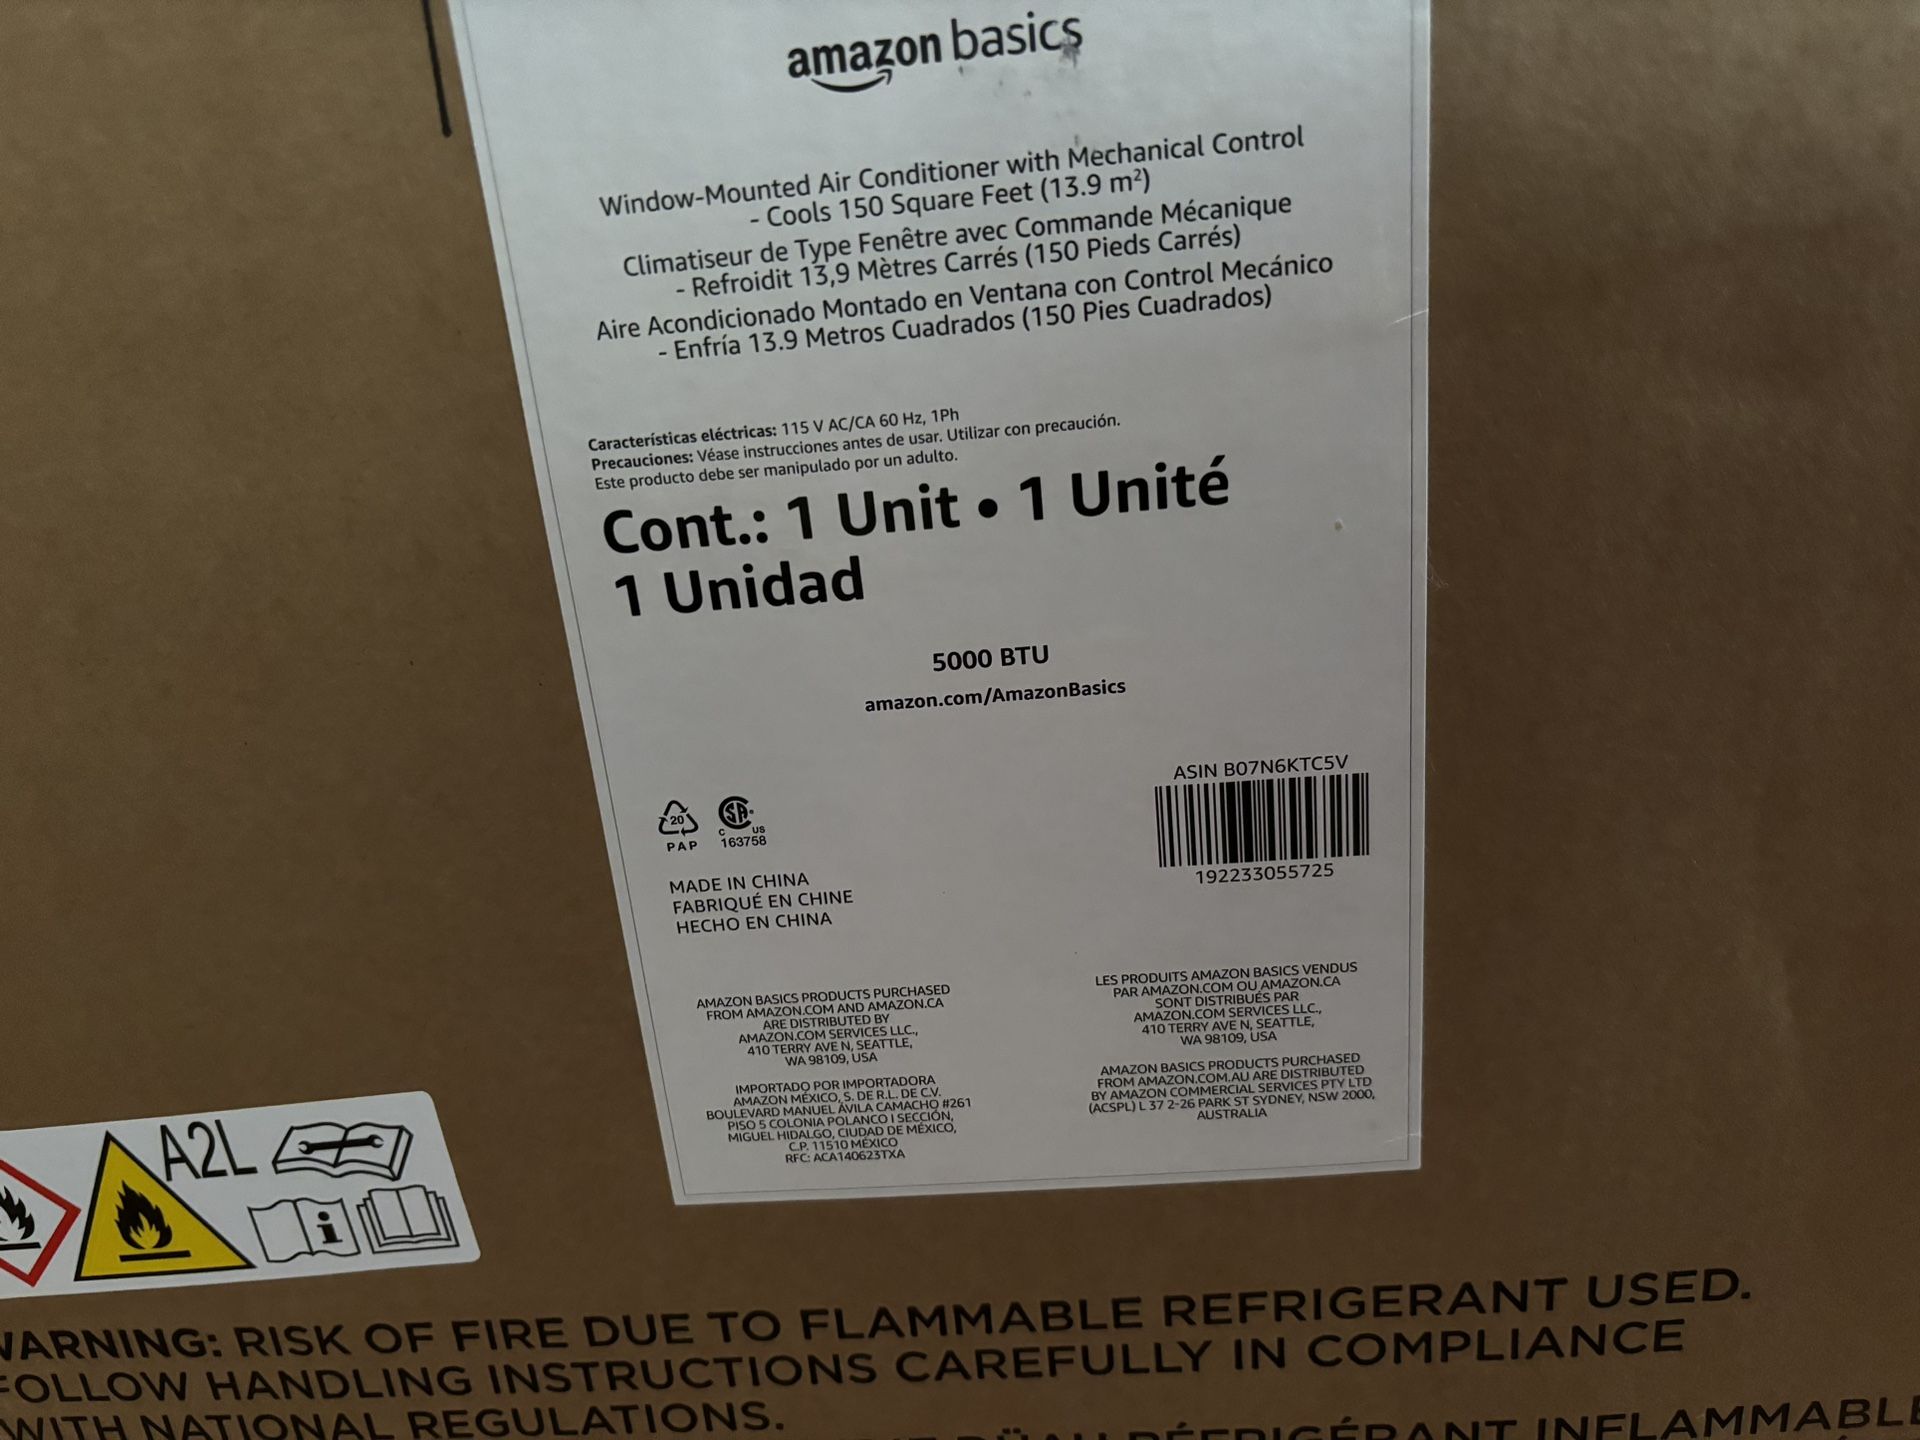 amazon basics
Window-Mounted Air Conditioner with Mechanical Control
- Cools 150 Square Feet (13.9 m²)
Climatiseur de Type Fenêtre avec Commande Mécanique
- Refroidit 13,9 Mètres Carrés (150 Pieds Carrés)
Aire Acondicionado Montado en Ventana con Control Mecánico
- Enfría 13.9 Metros Cuadrados (150 Pies Cuadrados)
Características eléctricas: 115 V AC/CA 60 Hz, 1Ph
Precauciones: Véase instrucciones antes de usar. Utilizar con precaución.
Este producto debe ser manipulado por un adulto.
Cont.: 1 Unit • 1 Unité
1 Unidad
5000 BTU
amazon.com/AmazonBasics
ASIN B07N6KTC5V
192233055725
20
PAP
SA
C US
163758
MADE IN CHINA
FABRIQUÉ EN CHINE
HECHO EN CHINA
AMAZON BASICS PRODUCTS PURCHASED
FROM AMAZON.COM AND AMAZON.CA
ARE DISTRIBUTED BY
AMAZON.COM SERVICES LLC.,
410 TERRY AVE N, SEATTLE,
WA 98109, USA
IMPORTADO POR IMPORTADORA
AMAZON MÉXICO, S. DE R.L. DE C.V.
BOULEVARD MANUEL ÁVILA CAMACHO #261
PISO 5 COLONIA POLANCO I SECCIÓN,
MIGUEL HIDALGO, CIUDAD DE MÉXICO,
C.P. 11510 MÉXICO
RFC: ACA140623TXA
LES PRODUITS AMAZON BASICS VENDUS
PAR AMAZON.COM OU AMAZON.CA
SONT DISTRIBUÉS PAR
AMAZON.COM SERVICES LLC.,
410 TERRY AVE N, SEATTLE,
WA 98109, USA
AMAZON BASICS PRODUCTS PURCHASED
FROM AMAZON.COM.AU ARE DISTRIBUTED
BY AMAZON COMMERCIAL SERVICES PTY LTD
(ACSPL) L 37 2-26 PARK ST SYDNEY, NSW 2000,
AUSTRALIA
A2L
i
WARNING: RISK OF FIRE DUE TO FLAMMABLE REFRIGERANT USED.
FOLLOW HANDLING INSTRUCTIONS CAREFULLY IN COMPLIANCE
WITH NATIONAL REGULATIONS.
RÉFRIGÉRANT INFLAMMABLE